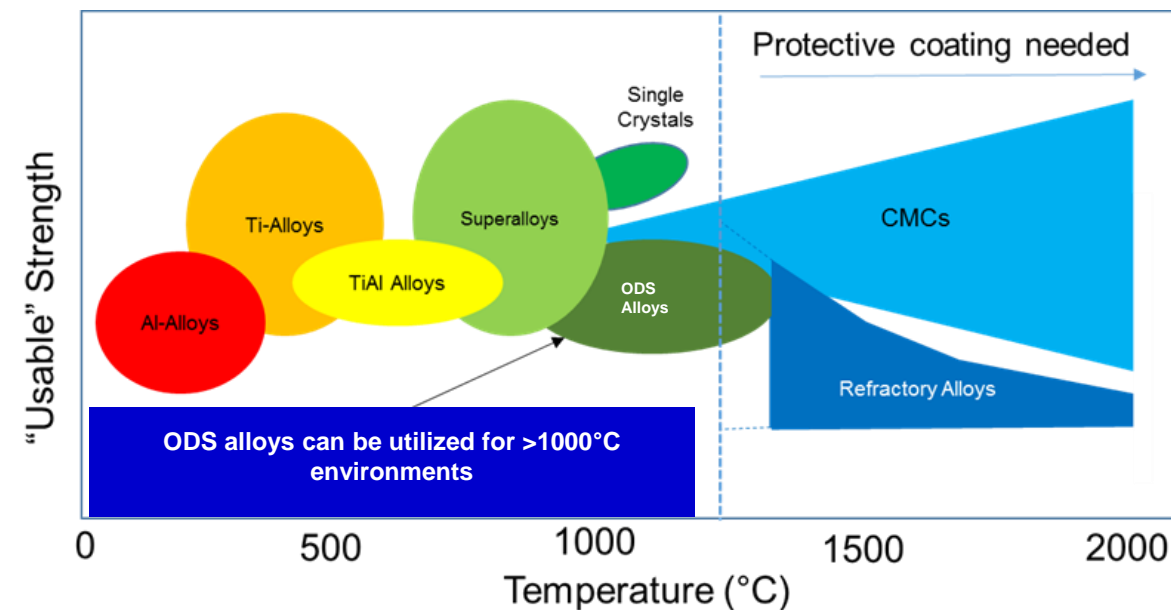 Protective coating needed
Single
Crystals
"Usable" Strength
Ti-Alloys
Superalloys
CMCs
TiAl Alloys
ODS
Alloys
Al-Alloys
Refractory Alloys
ODS alloys can be utilized for >1000°C
environments
0 500 1000 1500 2000
Temperature (°C)